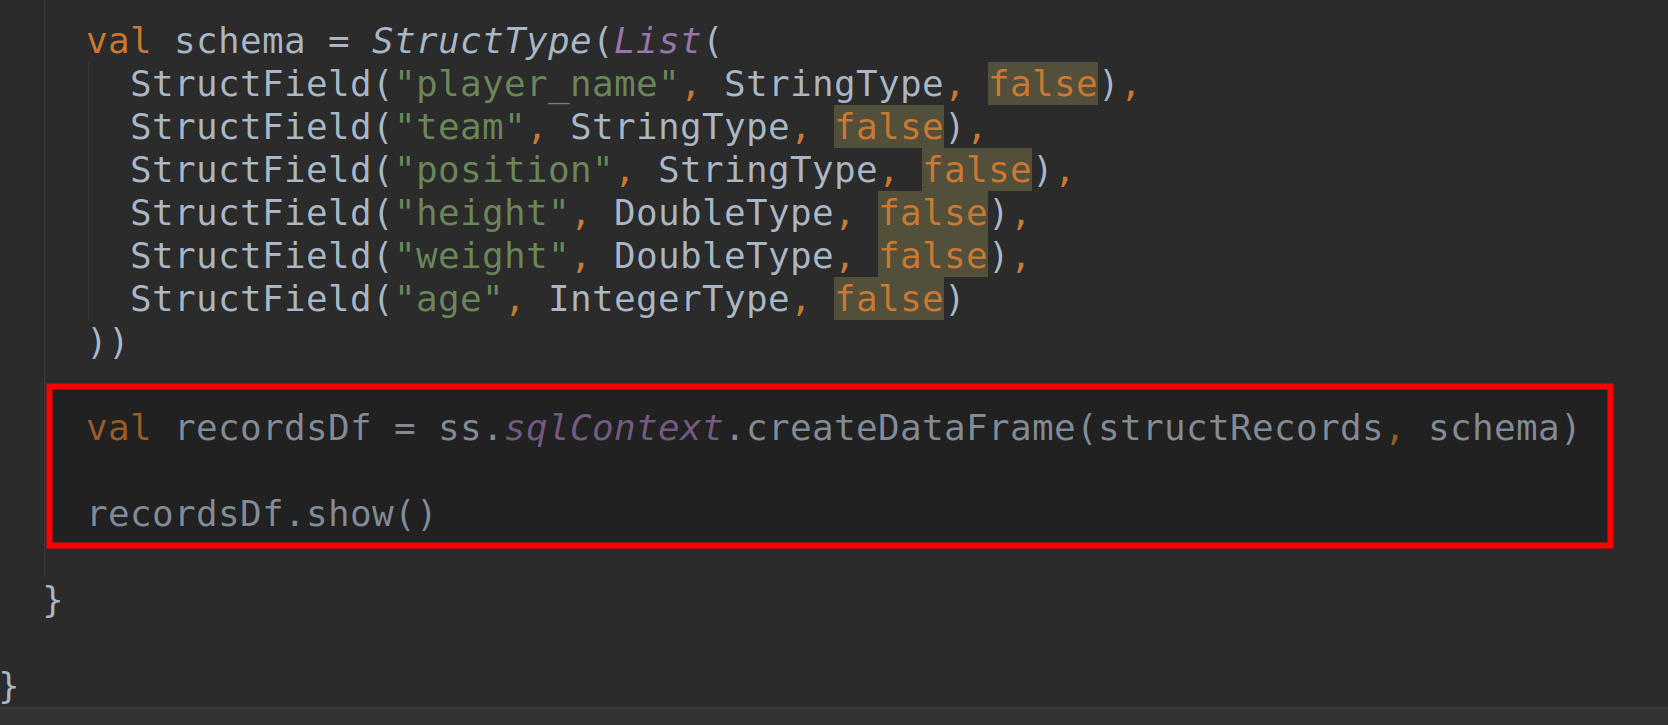 val schema = StructType(List(
StructField("player_name", StringType, false),
StructField("team", StringType, false),
StructField("position", StringType, false),
StructField("height", DoubleType, false),
StructField("weight", DoubleType, false),
StructField("age", IntegerType, false)
))
val recordsDf = ss.sqlContext.createDataFrame(structRecords, schema)
recordsDf.show()
}
}